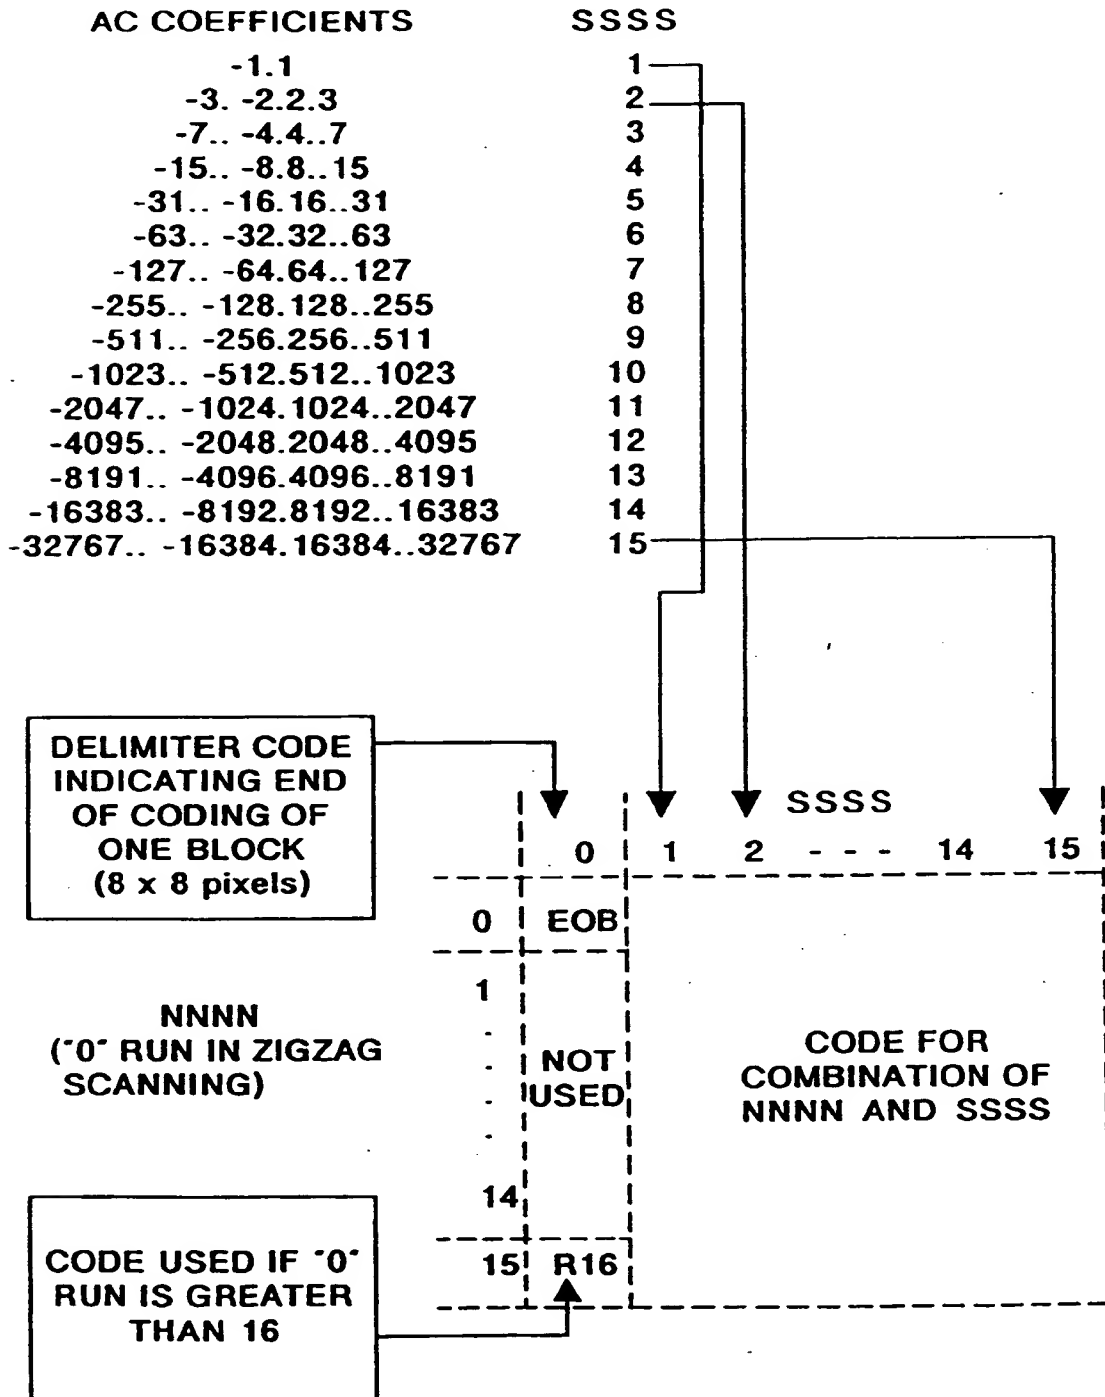 AC COEFFICIENTS SSSS
-1.1 1
-3. -2.2.3 2
-7.. -4.4..7 3
-15.. -8.8..15 4
-31.. -16.16..31 5
-63.. -32.32..63 6
-127.. -64.64..127 7
-255.. -128.128..255 8
-511.. -256.256..511 9
-1023.. -512.512..1023 10
-2047.. -1024.1024..2047 11
-4095.. -2048.2048..4095 12
-8191.. -4096.4096..8191 13
-16383.. -8192.8192..16383 14
-32767.. -16384.16384..32767 15
DELIMITER CODE
INDICATING END
OF CODING OF
ONE BLOCK
(8 x 8 pixels)
SSSS
0 1 2 - - - 14 15
0 EOB
1
NNNN
("0" RUN IN ZIGZAG
SCANNING)
NOT
USED
CODE FOR
COMBINATION OF
NNNN AND SSSS
14
15 R16
CODE USED IF "0"
RUN IS GREATER
THAN 16